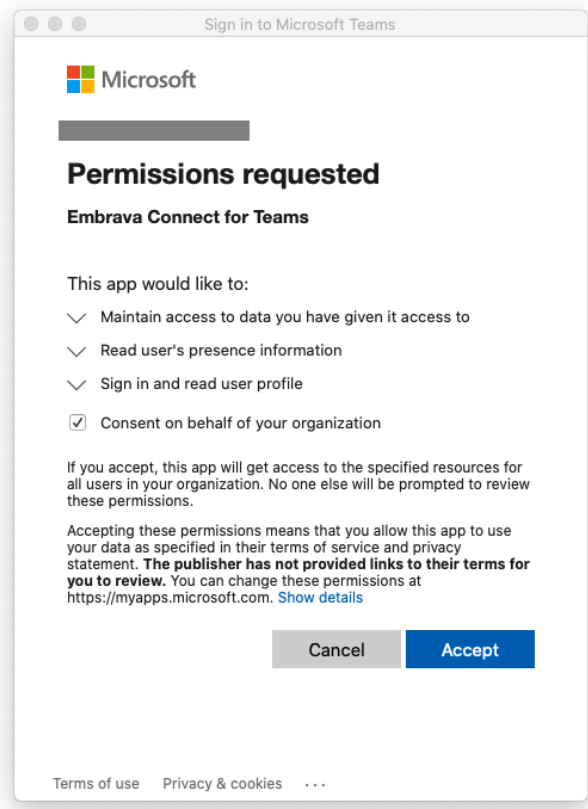 Sign in to Microsoft Teams
Microsoft
Permissions requested
Embrava Connect for Teams
This app would like to:
Maintain access to data you have given it access to
Read user's presence information
Sign in and read user profile
Consent on behalf of your organization
If you accept, this app will get access to the specified resources for
all users in your organization. No one else will be prompted to review
these permissions.
Accepting these permissions means that you allow this app to use
your data as specified in their terms of service and privacy
statement. The publisher has not provided links to their terms for
you to review. You can change these permissions at
https://myapps.microsoft.com. Show details
Cancel Accept
Terms of use Privacy & cookies ...